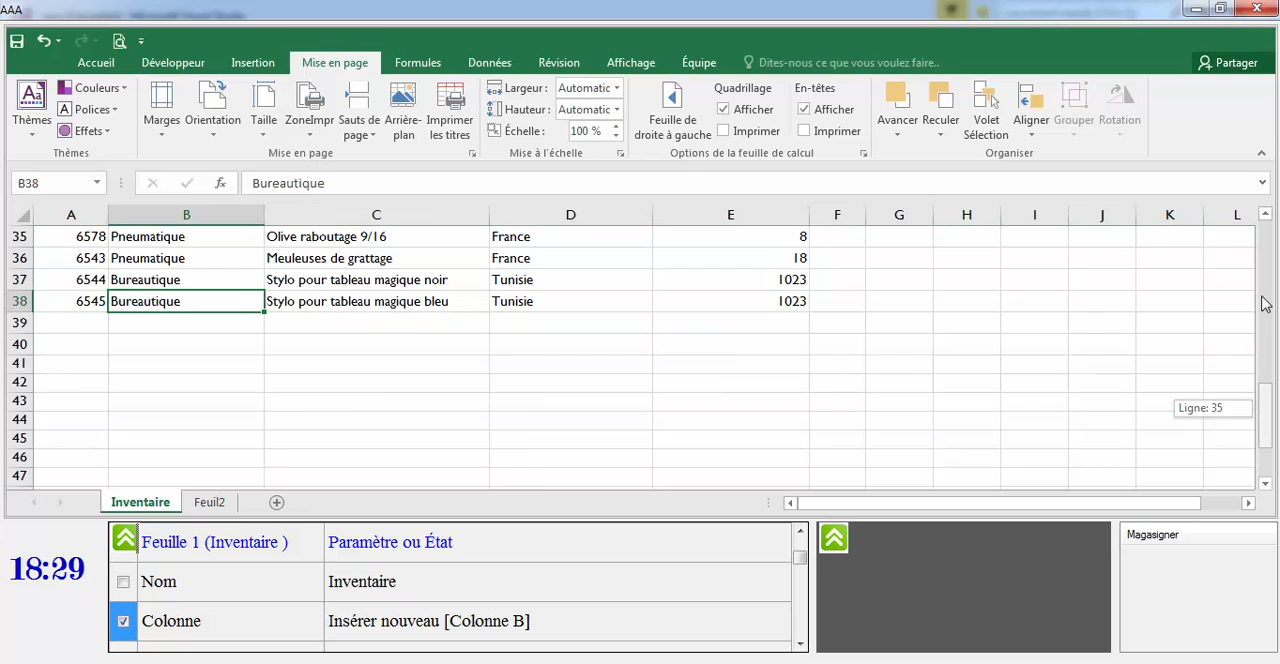 AAA
Accueil Développeur Insertion Mise en page Formules Données Révision Affichage Équipe Dites-nous ce que vous voulez faire.. Partager
Thèmes
Couleurs
Polices
Effets
Thèmes
Marges
Orientation
Taille
ZoneImpr
Sauts de page
Arrière-plan
Imprimer les titres
Mise en page
Largeur : Automatic
Hauteur : Automatic
Échelle : 100 %
Mise à l'échelle
Feuille de droite à gauche
Quadrillage
Afficher
Imprimer
En-têtes
Afficher
Imprimer
Options de la feuille de calcul
Avancer
Reculer
Volet Sélection
Aligner
Grouper
Rotation
Organiser
B38 fx Bureautique
A B C D E F G H I J K L
35 6578 Pneumatique Olive raboutage 9/16 France 8
36 6543 Pneumatique Meuleuses de grattage France 18
37 6544 Bureautique Stylo pour tableau magique noir Tunisie 1023
38 6545 Bureautique Stylo pour tableau magique bleu Tunisie 1023
39
40
41
42
43
Ligne: 35
44
45
46
47
Inventaire Feuil2
18:29
Feuille 1 (Inventaire ) Paramètre ou État
Nom Inventaire
Colonne Insérer nouveau [Colonne B]
Magasigner